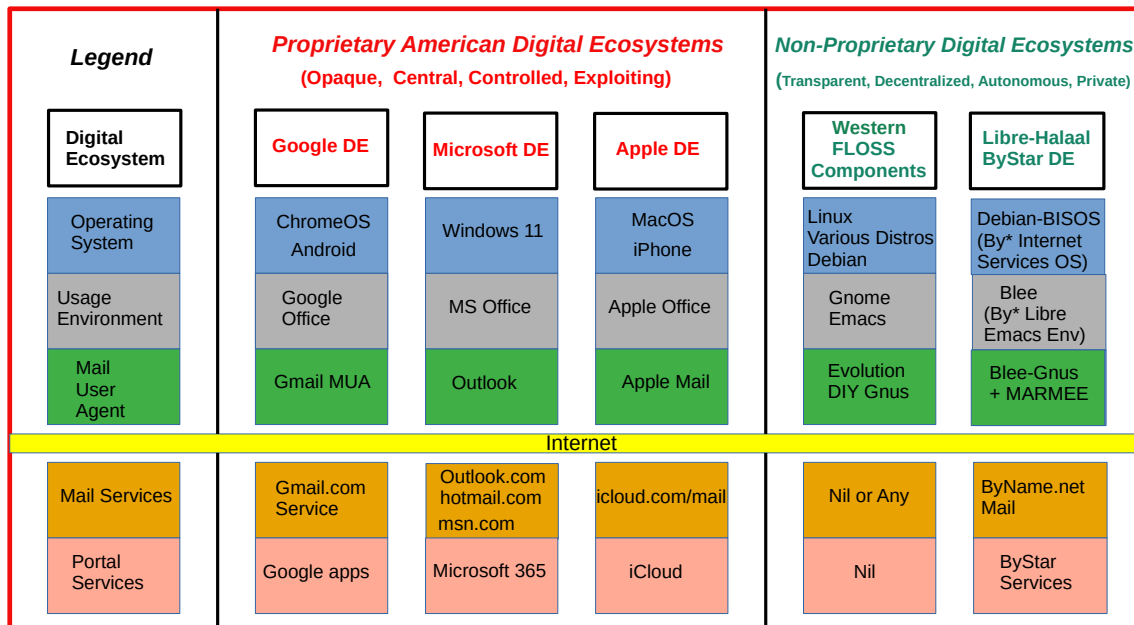 Legend
Proprietary American Digital Ecosystems
(Opaque, Central, Controlled, Exploiting)
Non-Proprietary Digital Ecosystems
(Transparent, Decentralized, Autonomous, Private)
Digital
Ecosystem
Google DE
Microsoft DE
Apple DE
Western
FLOSS
Components
Libre-Halaal
ByStar DE
Operating
System
ChromeOS
Android
Windows 11
MacOS
iPhone
Linux
Various Distros
Debian
Debian-BISOS
(By* Internet
Services OS)
Usage
Environment
Google
Office
MS Office
Apple Office
Gnome
Emacs
Blee
(By* Libre
Emacs Env)
Mail
User
Agent
Gmail MUA
Outlook
Apple Mail
Evolution
DIY Gnus
Blee-Gnus
+ MARMEE
Internet
Mail Services
Gmail.com
Service
Outlook.com
hotmail.com
msn.com
icloud.com/mail
Nil or Any
ByName.net
Mail
Portal
Services
Google apps
Microsoft 365
iCloud
Nil
ByStar
Services